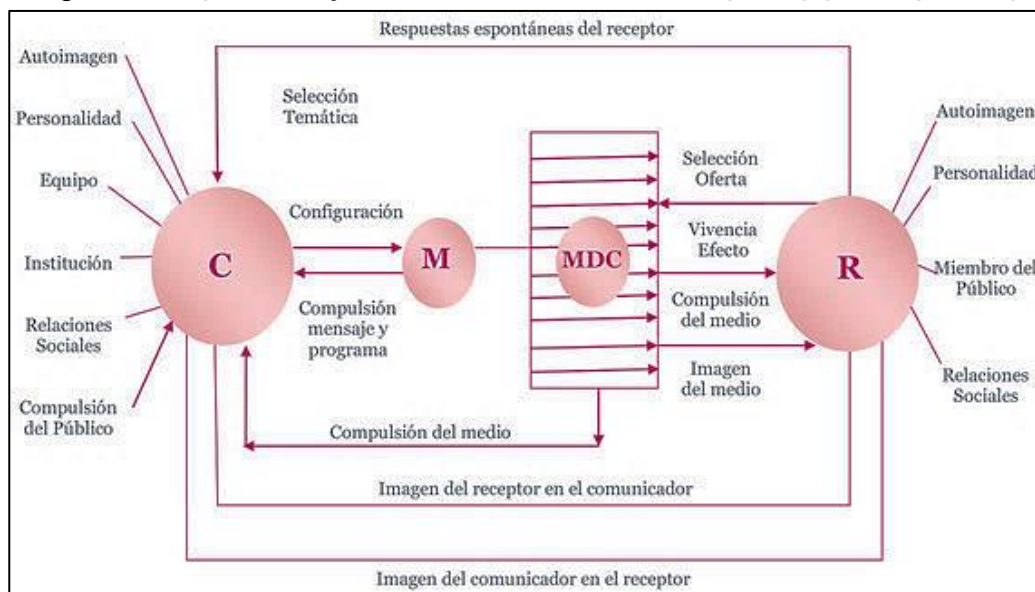 Respuestas espontáneas del receptor
Autoimagen
Personalidad
Equipo
Institución
Relaciones
Sociales
Compulsión
del Público
Selección
Temática
C
Configuración
Compulsión
mensaje y
programa
M
MDC
Selección
Oferta
Vivencia
Efecto
Compulsión
del medio
Imagen
del medio
R
Autoimagen
Personalidad
Miembro del
Público
Relaciones
Sociales
Compulsión del medio
Imagen del receptor en el comunicador
Imagen del comunicador en el receptor